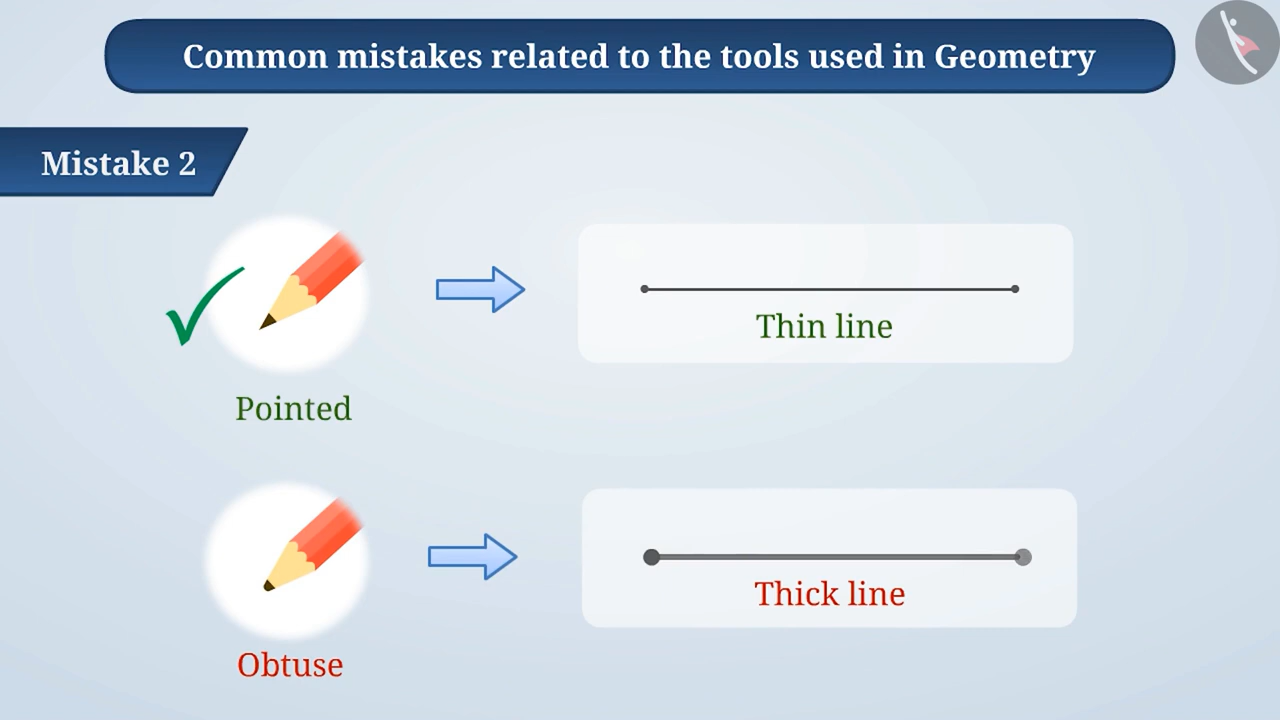 Common mistakes related to the tools used in Geometry
Mistake 2
Thin line
Pointed
Thick line
Obtuse